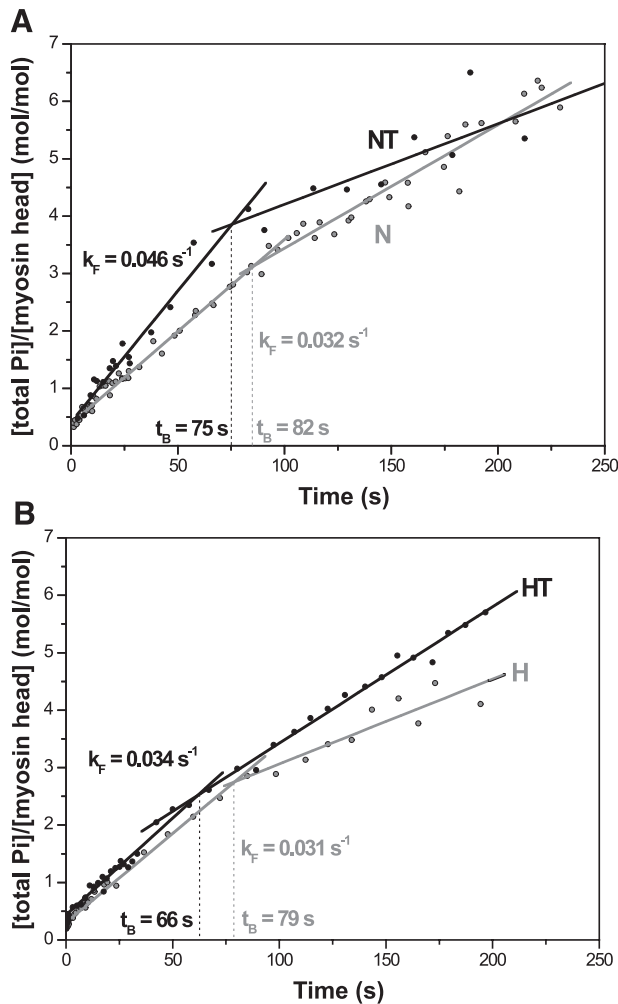 A
[total Pi]/[myosin head] (mol/mol)
7
6
5
4
3
2
1
0
NT
N
k_F = 0.046 s⁻¹
k_F = 0.032 s⁻¹
t_B = 75 s
t_B = 82 s
0 50 100 150 200 250
Time (s)
B
[total Pi]/[myosin head] (mol/mol)
7
6
5
4
3
2
1
0
HT
H
k_F = 0.034 s⁻¹
k_F = 0.031 s⁻¹
t_B = 66 s
t_B = 79 s
0 50 100 150 200 250
Time (s)